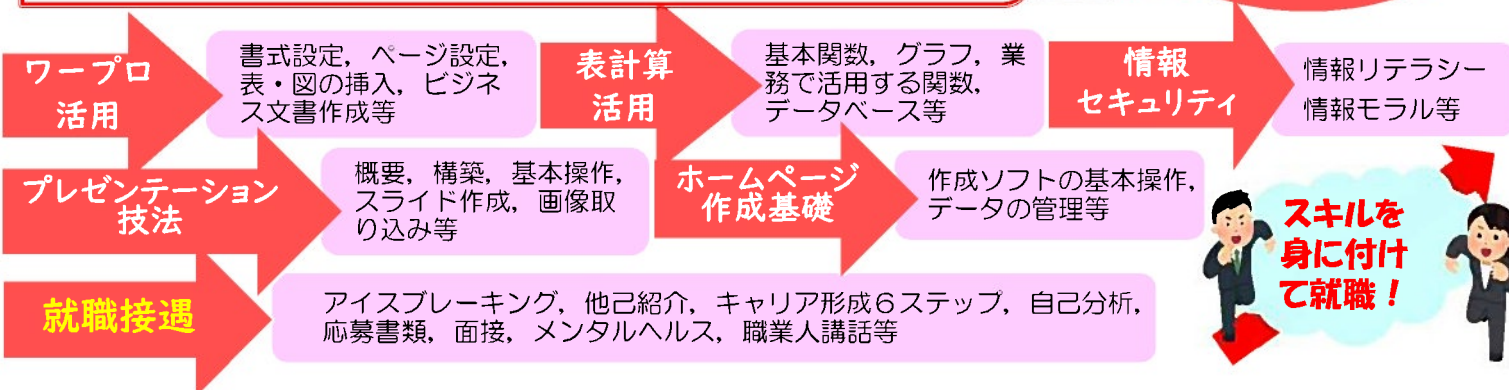 ワープロ
活用
書式設定，ページ設定，
表・図の挿入，ビジネ
ス文書作成等
表計算
活用
基本関数，グラフ，業
務で活用する関数，
データベース等
情報
セキュリティ
情報リテラシー
情報モラル等
プレゼンテーション
技法
概要，構築，基本操作，
スライド作成，画像取
り込み等
ホームページ
作成基礎
作成ソフトの基本操作，
データの管理等
スキルを
身に付け
て就職！
就職接遇
アイスブレーキング，他己紹介，キャリア形成６ステップ，自己分析，
応募書類，面接，メンタルヘルス，職業人講話等